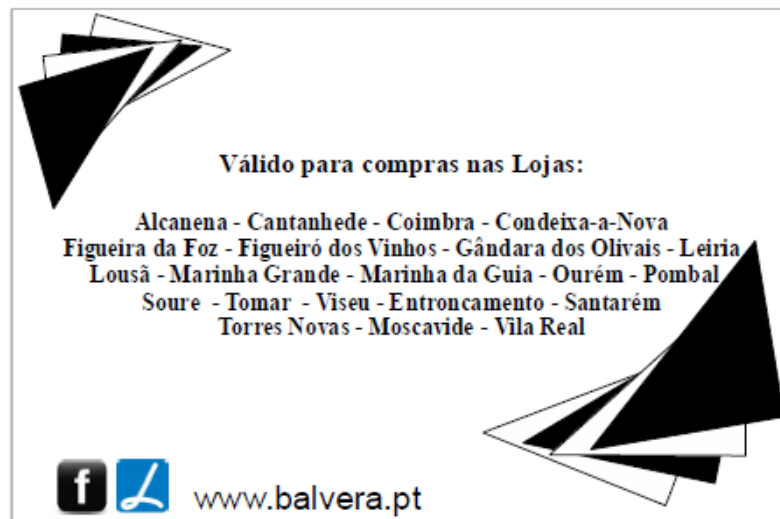 Válido para compras nas Lojas:
Alcanena - Cantanhede - Coimbra - Condeixa-a-Nova
Figueira da Foz - Figueiró dos Vinhos - Gândara dos Olivais - Leiria
Lousã - Marinha Grande - Marinha da Guia - Ourém - Pombal
Soure - Tomar - Viseu - Entroncamento - Santarém
Torres Novas - Moscavide - Vila Real
f L www.balvera.pt